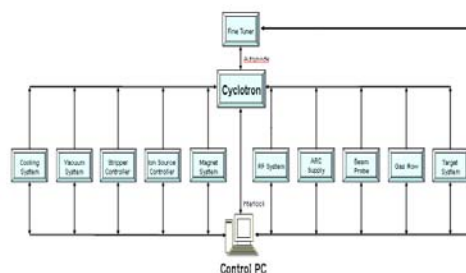 Fine Tuner
Cyclotron
Cooling
System
Vacuum
System
Stripper
Controller
Ion Source
Controller
Magnet
System
RF System
ARC
Supply
Beam
Probe
Gas Flow
Target
System
Interlock
Control PC